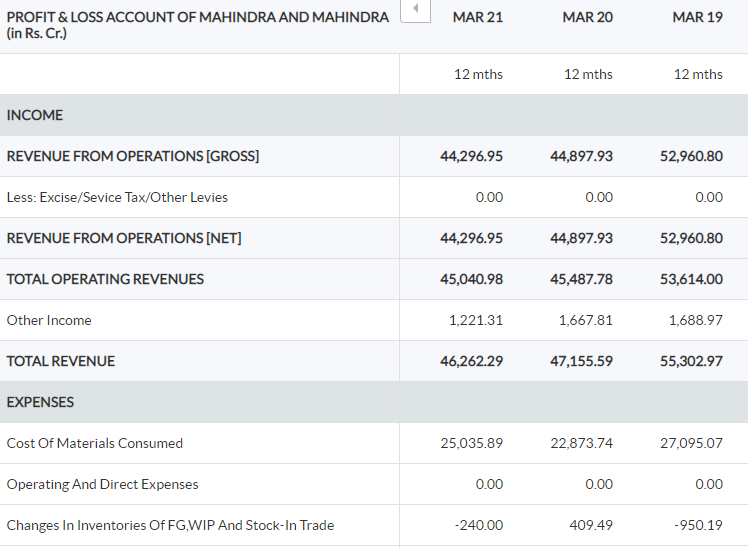 PROFIT & LOSS ACCOUNT OF MAHINDRA AND MAHINDRA (in Rs. Cr.) MAR 21 MAR 20 MAR 19
12 mths 12 mths 12 mths
INCOME
REVENUE FROM OPERATIONS [GROSS] 44,296.95 44,897.93 52,960.80
Less: Excise/Sevice Tax/Other Levies 0.00 0.00 0.00
REVENUE FROM OPERATIONS [NET] 44,296.95 44,897.93 52,960.80
TOTAL OPERATING REVENUES 45,040.98 45,487.78 53,614.00
Other Income 1,221.31 1,667.81 1,688.97
TOTAL REVENUE 46,262.29 47,155.59 55,302.97
EXPENSES
Cost Of Materials Consumed 25,035.89 22,873.74 27,095.07
Operating And Direct Expenses 0.00 0.00 0.00
Changes In Inventories Of FG,WIP And Stock-In Trade -240.00 409.49 -950.19